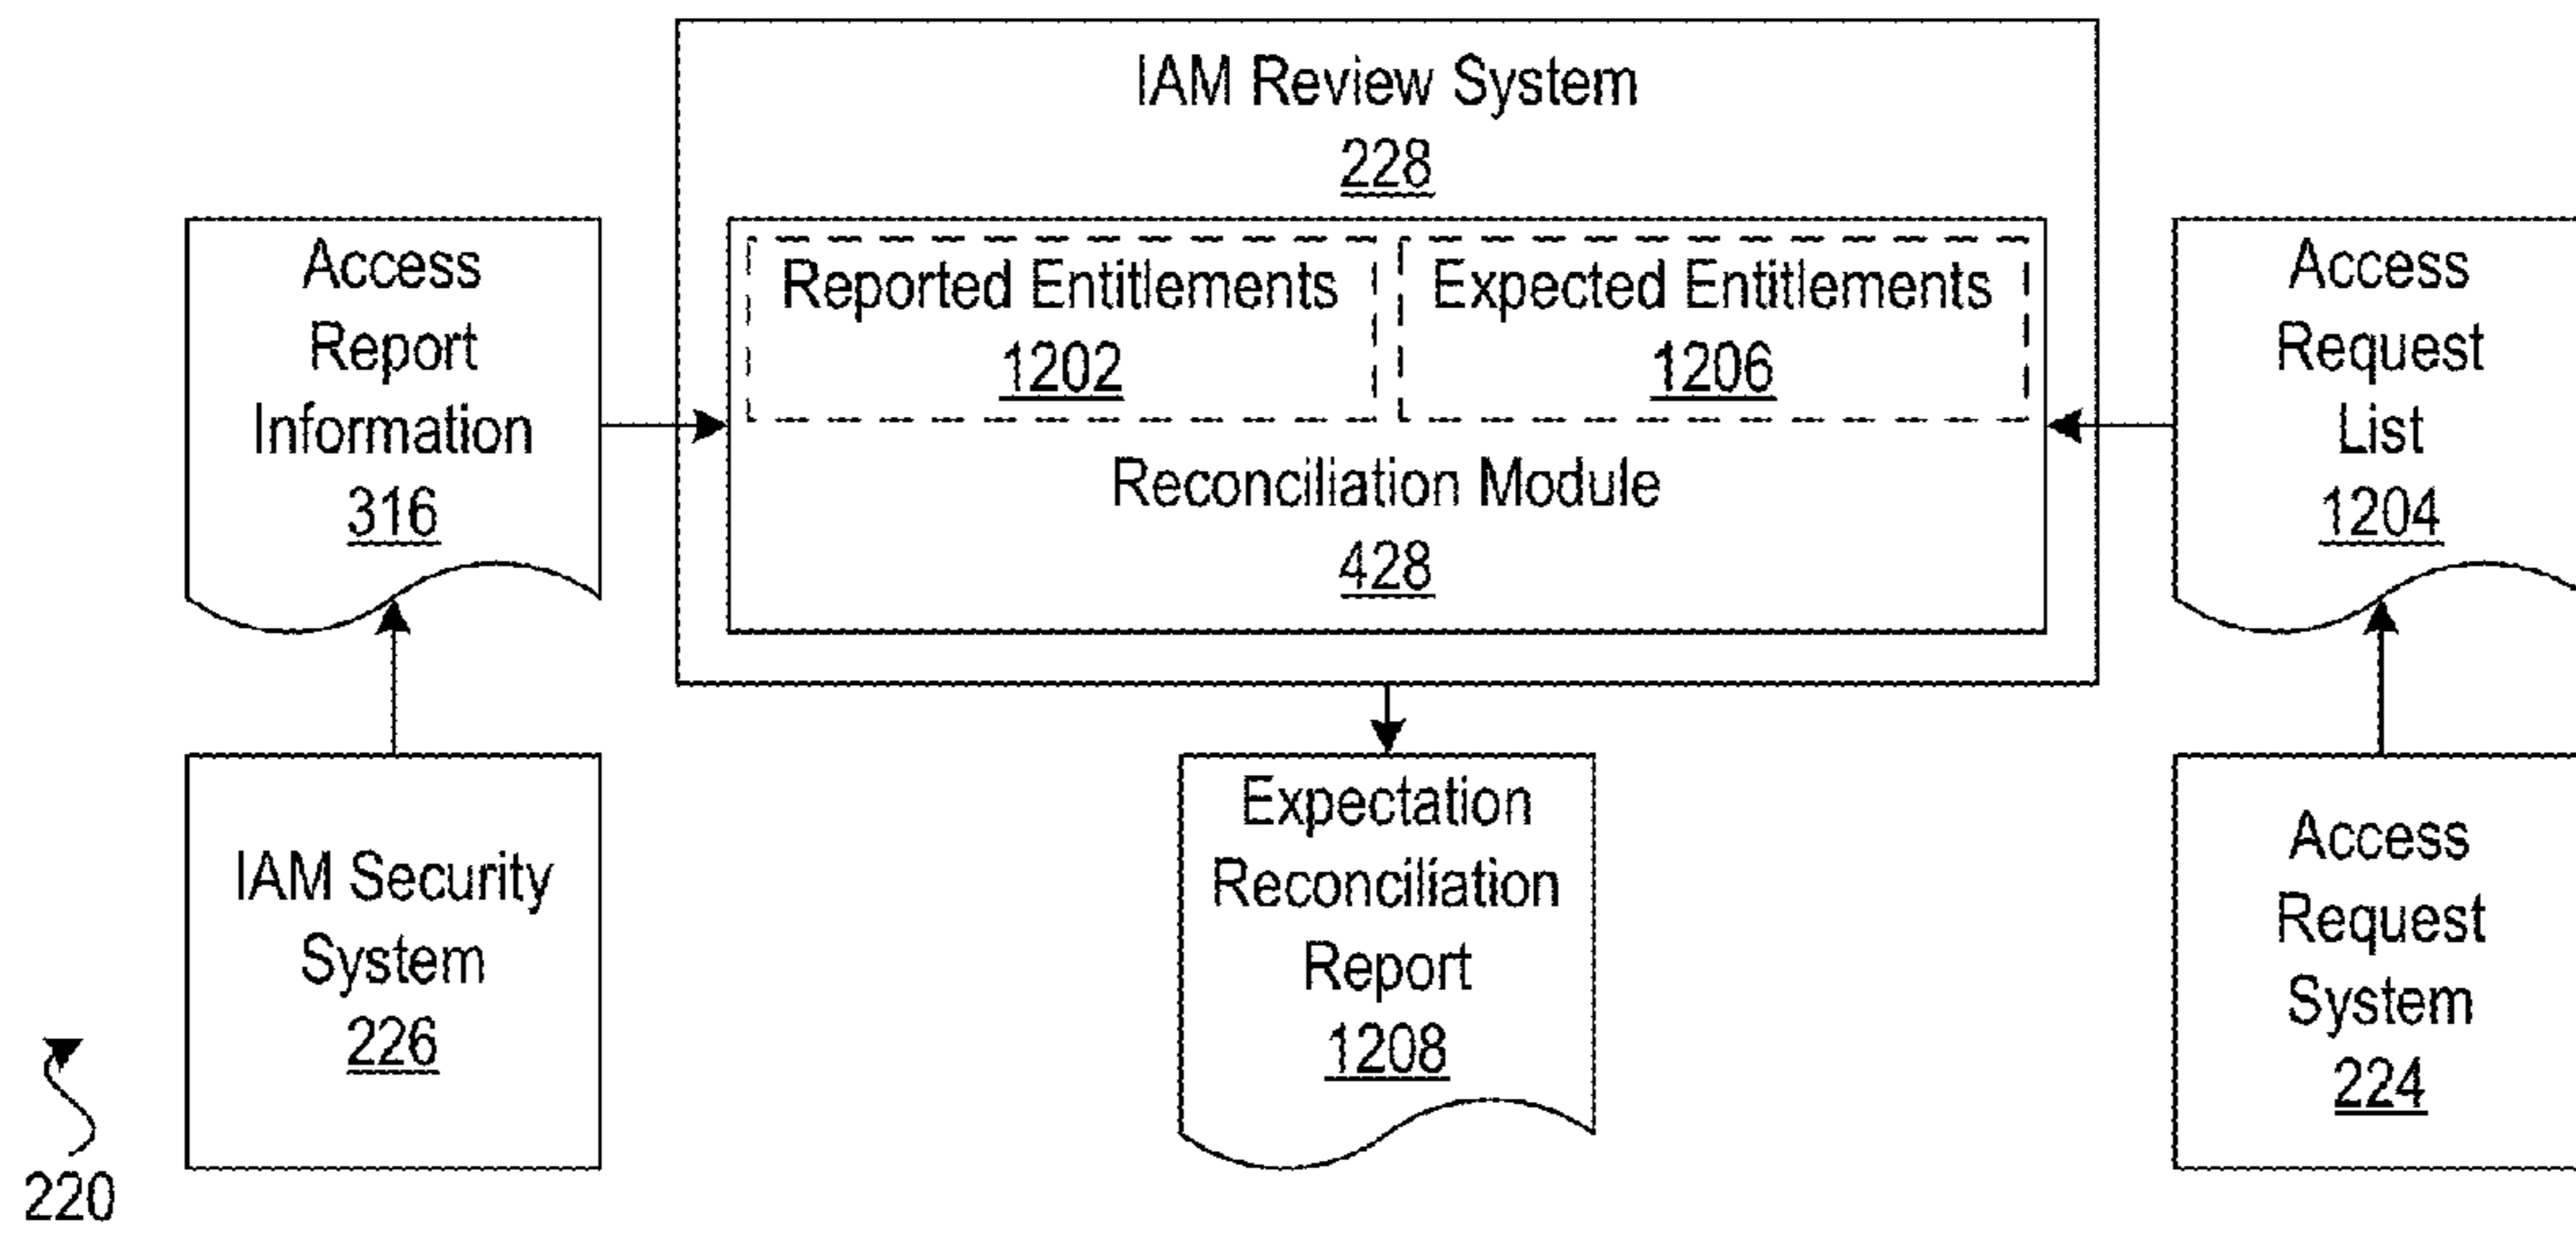 IAM Review System
228
Access
Report
Information
316
Reported Entitlements
1202
Expected Entitlements
1206
Reconciliation Module
428
Access
Request
List
1204
IAM Security
System
226
Expectation
Reconciliation
Report
1208
Access
Request
System
224
220